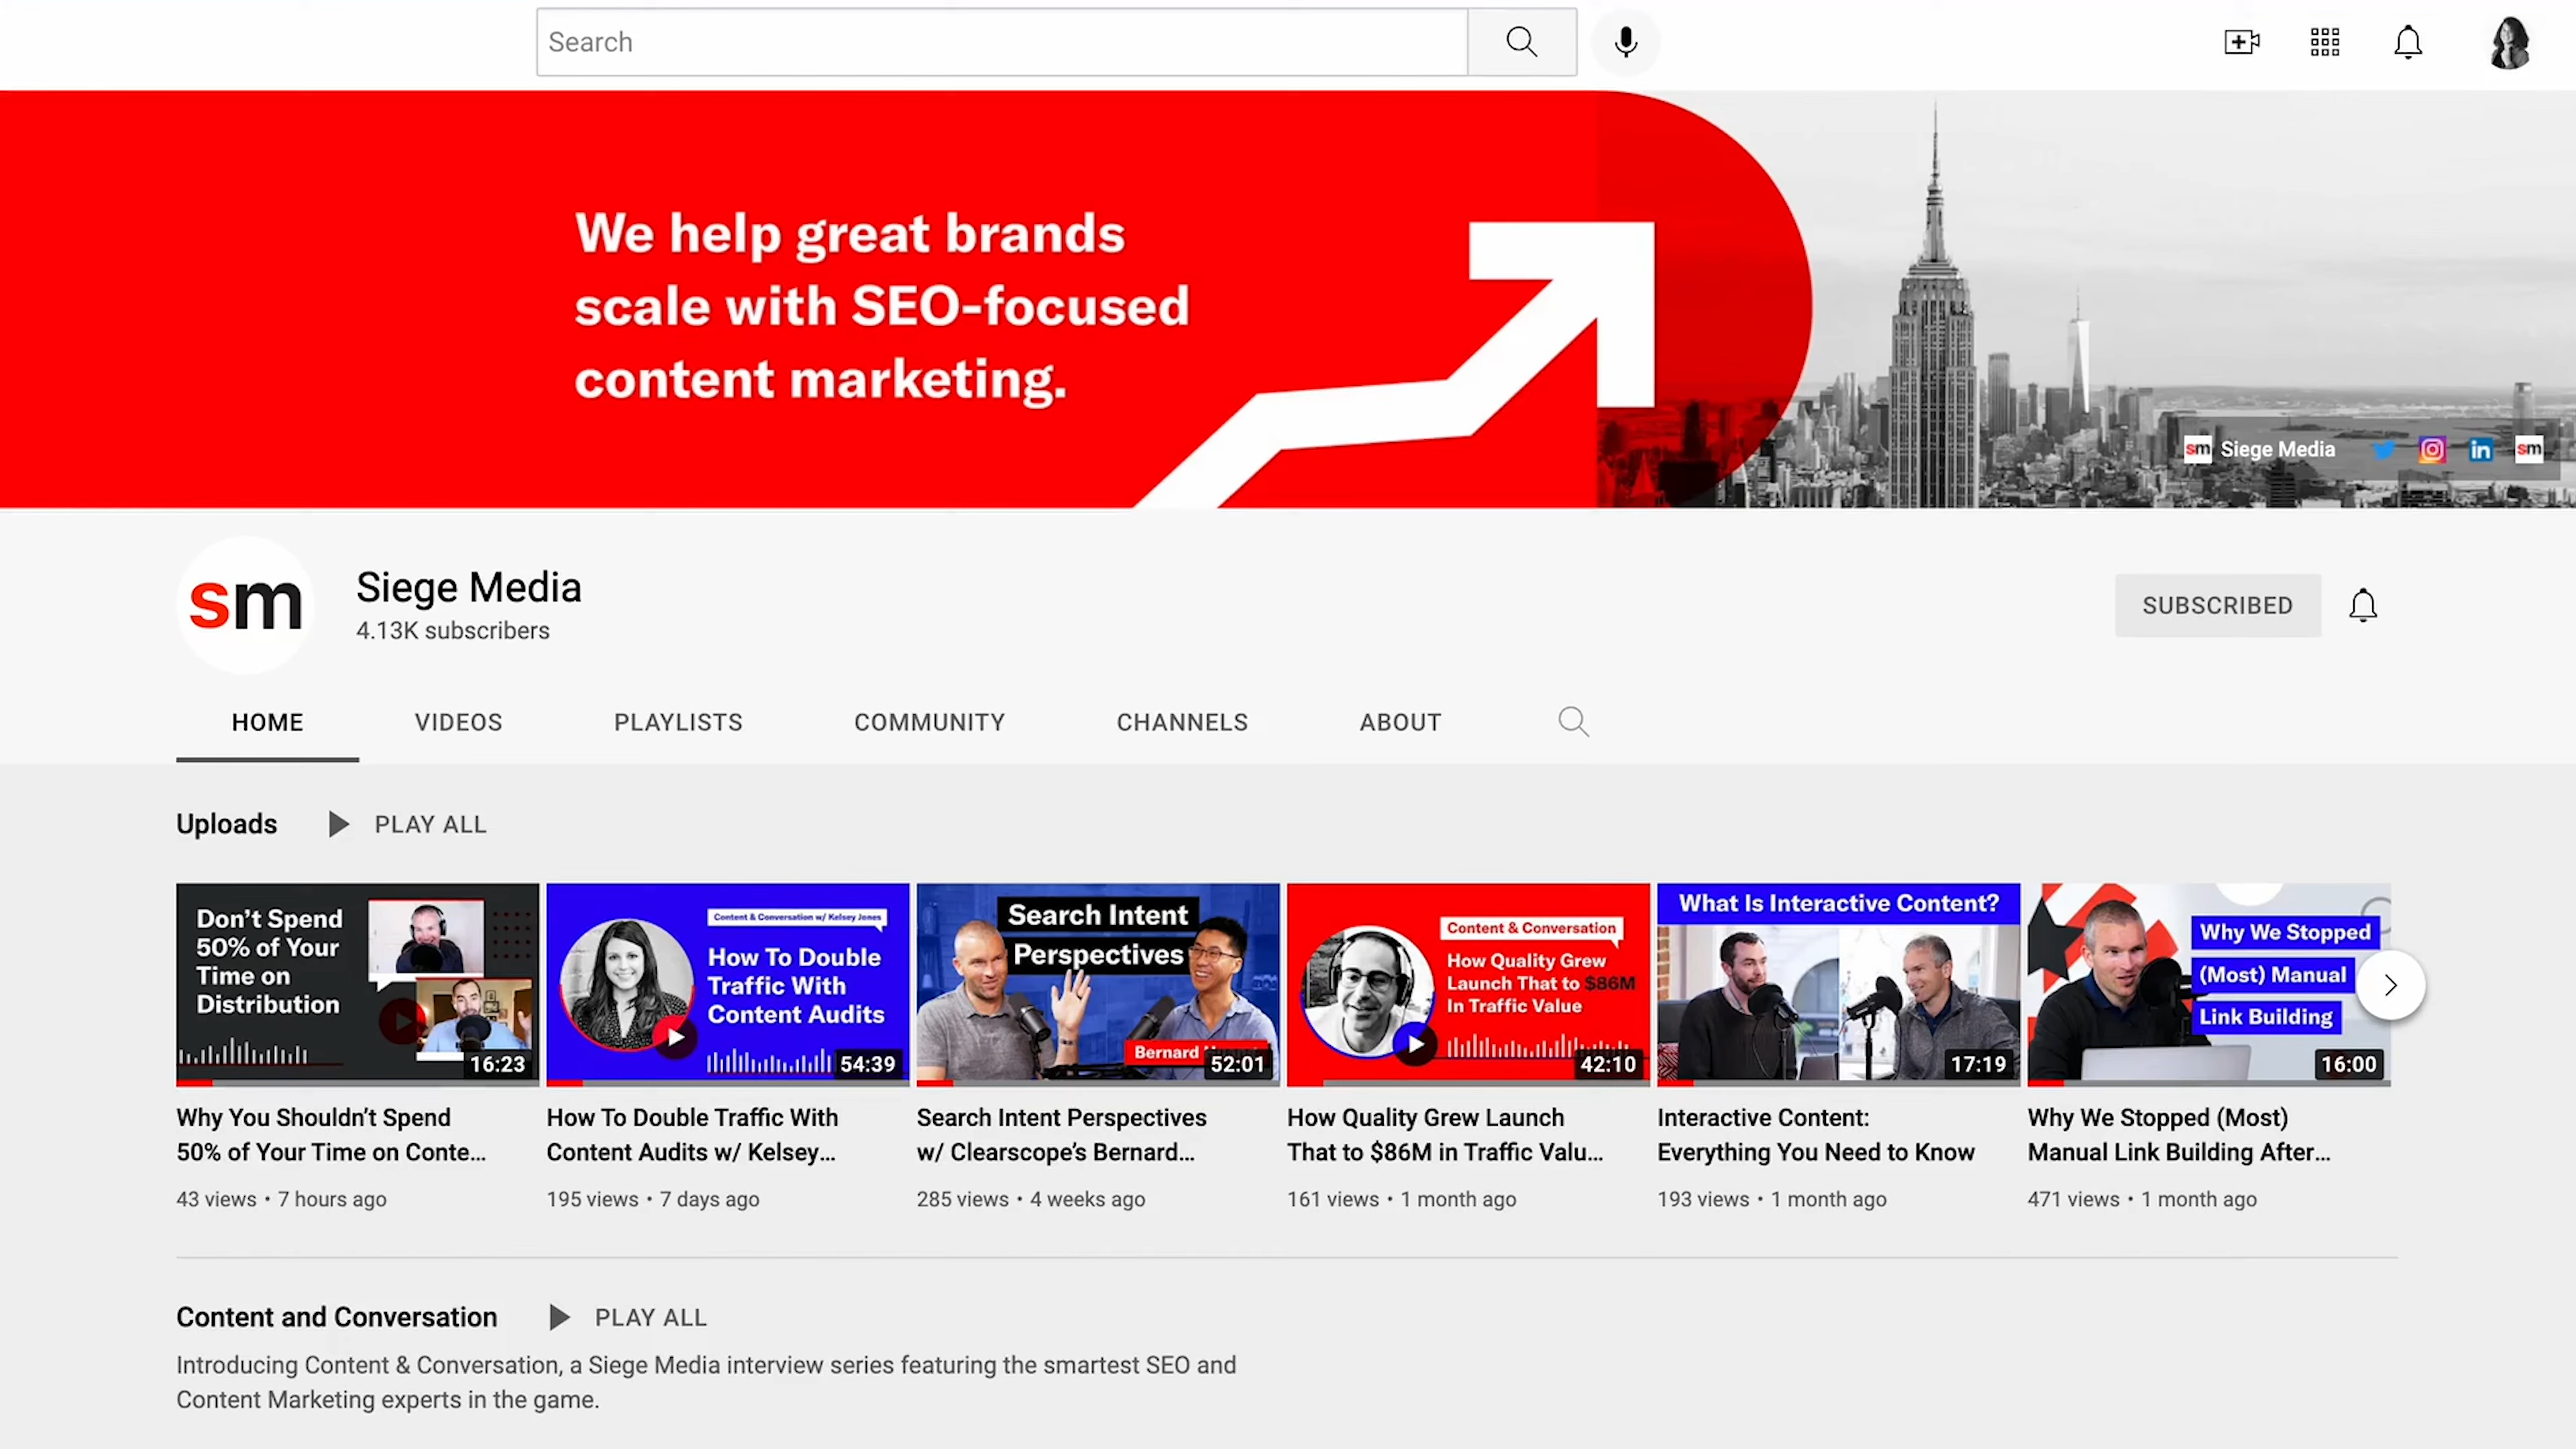 Search
We help great brands
scale with SEO-focused
content marketing.
sm Siege Media in sm
sm
Siege Media
4.13K subscribers
SUBSCRIBED
HOME VIDEOS PLAYLISTS COMMUNITY CHANNELS ABOUT
Uploads PLAY ALL
Don't Spend
50% of Your
Time on
Distribution
16:23
Content & Conversation w/ Kelsey Jones
How To Double
Traffic With
Content Audits
54:39
Search Intent
Perspectives
Bernard
52:01
Content & Conversation
How Quality Grew
Launch That to $86M
In Traffic Value
42:10
What Is Interactive Content?
17:19
Why We Stopped
(Most) Manual
Link Building
16:00
Why You Shouldn't Spend
50% of Your Time on Conte...
43 views • 7 hours ago
How To Double Traffic With
Content Audits w/ Kelsey...
195 views • 7 days ago
Search Intent Perspectives
w/ Clearscope's Bernard...
285 views • 4 weeks ago
How Quality Grew Launch
That to $86M in Traffic Valu...
161 views • 1 month ago
Interactive Content:
Everything You Need to Know
193 views • 1 month ago
Why We Stopped (Most)
Manual Link Building After...
471 views • 1 month ago
Content and Conversation PLAY ALL
Introducing Content & Conversation, a Siege Media interview series featuring the smartest SEO and
Content Marketing experts in the game.